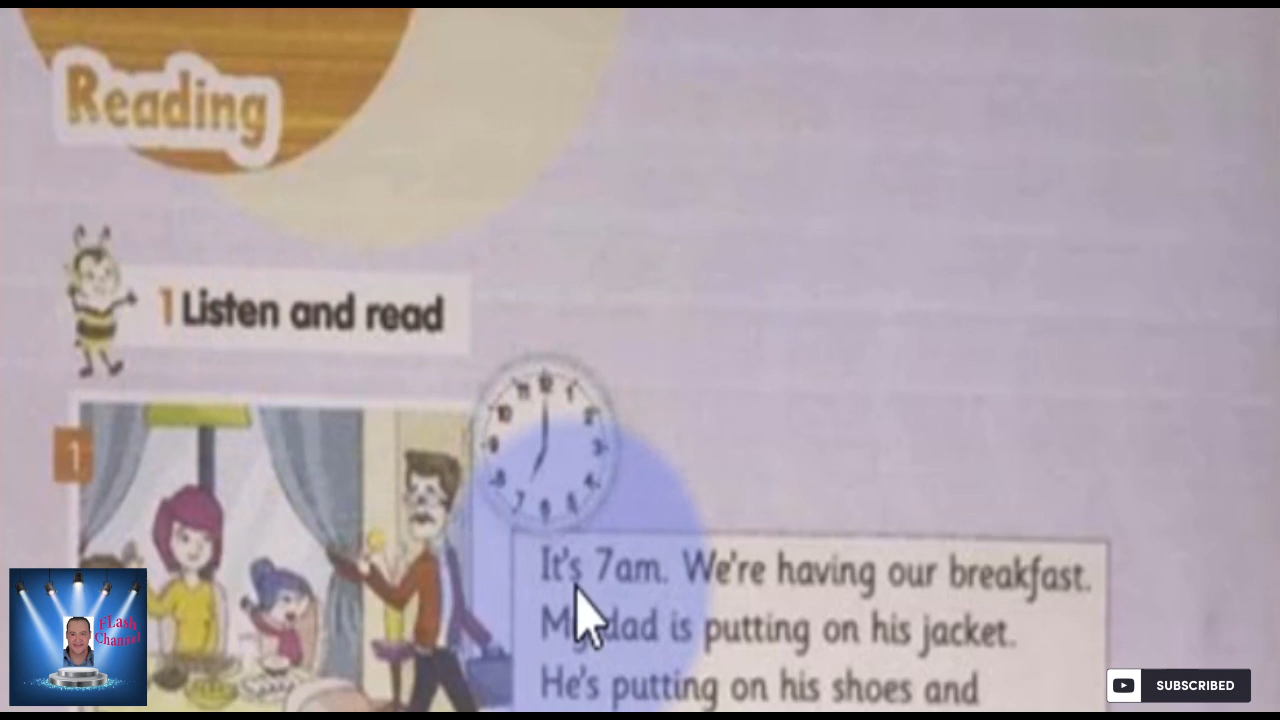 Reading
1 Listen and read
1
It's 7am. We're having our breakfast.
My dad is putting on his jacket.
He's putting on his shoes and
FLash
Channel
SUBSCRIBED